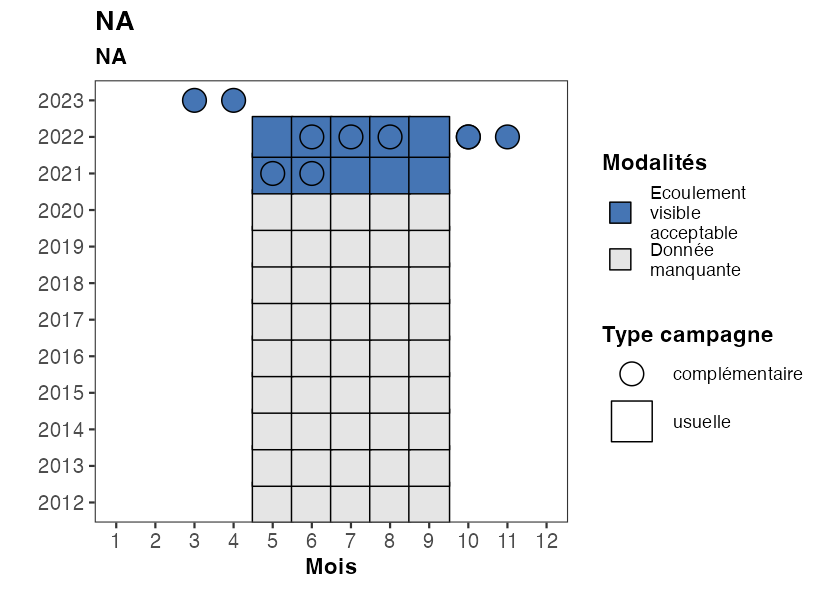 NA
NA
2023
2022
2021
2020
2019
2018
2017
2016
2015
2014
2013
2012
1 2 3 4 5 6 7 8 9 10 11 12
Mois
Modalités
Ecoulement
visible
acceptable
Donnée
manquante
Type campagne
complémentaire
usuelle